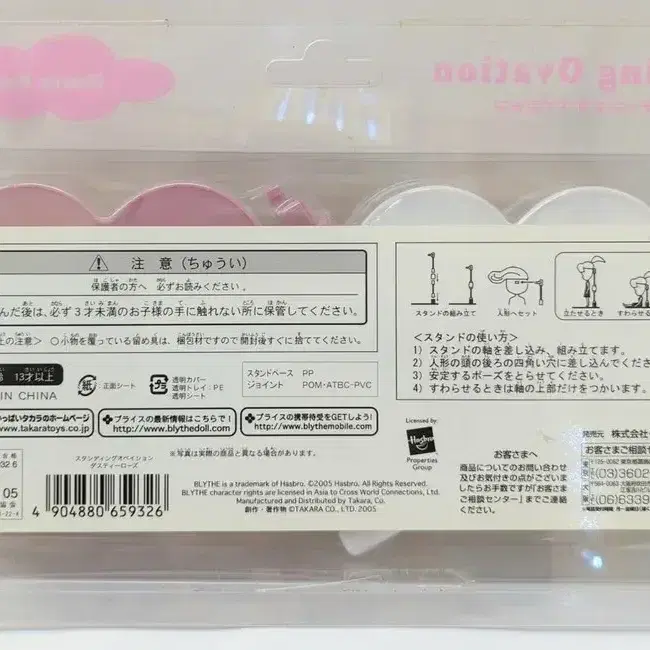 ing Ovation
注 意 (ちゅうい)
保護者の方へ 必ずお読みください。
んだ後は、必ず3才未満のお子様の手に触れない所に保管してください。
上の注意》 ○小物を覆っている留め具は、梱包材ですので開封後すぐに捨ててください。
齢 13才以上
IN CHINA
紙 :正面シート
プラ
透明カバー
透明トレイ:PE
透明シート
スタンドベース PP
ジョイント POM・ATBC-PVC
いっぱいタカラのホームページ
www.takaratoys.co.jp
ブライスの最新情報はこちらで!
http://www.blythedoll.com
ブライスの携帯待受をGETしよう!
http://www.blythemobile.com
※写真は実際の商品と異なる場合があります。
スタンディングオベイション
ダスティーローズ
05
4 904880 659326
BLYTHE is a trademark of Hasbro. ©2005 Hasbro. All Rights Reserved.
BLYTHE character rights are licensed in Asia to Cross World Connections, Ltd.
Manufactured and Distributed by Takara, Co., Ltd.
創作・著作物 ©TAKARA CO., LTD. 2005
スタンドの組み立て
人形へセット
立たせるとき
すわらせる
<スタンドの使い方>
1) スタンドの軸を差し込み、組み立てます。
2) 人形の頭の後ろの四角い穴に差し込んでくだ
3) 安定するポーズをとらせてください。
4) すわらせるときは軸の上部だけをつかいます。
Licensed by:
Hasbro
Properties
Group
お客さまへ
商品についてのお問い合わせ
及びお気付きの点がございま
したらお手数ですが「お客さま
ご相談センター」までご連絡
ください。
発売元 株式会
お客さまご相談セン
(03)3602
(06)6339